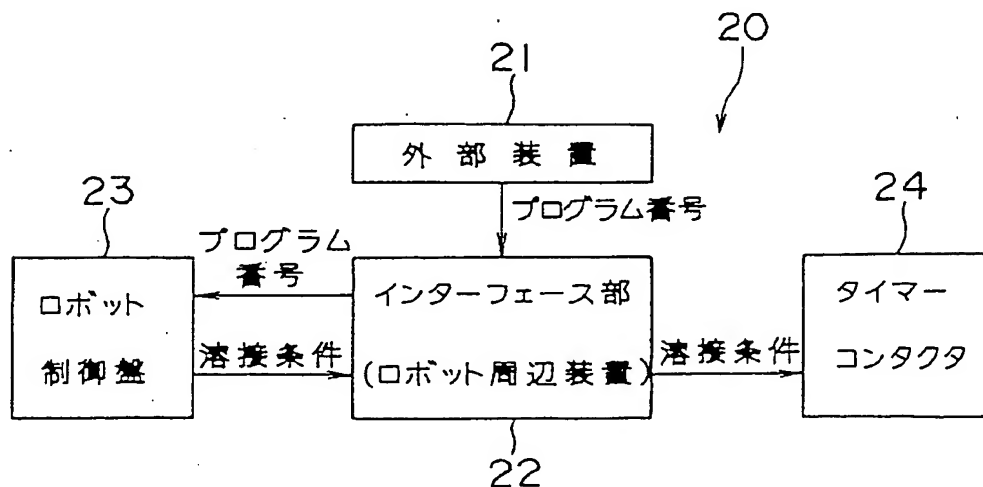 20
21
外部装置
プログラム番号
23
24
プログラム
番号
ロボット
制御盤
溶接条件
インターフェース部
(ロボット周辺装置)
溶接条件
タイマー
コンタクタ
22